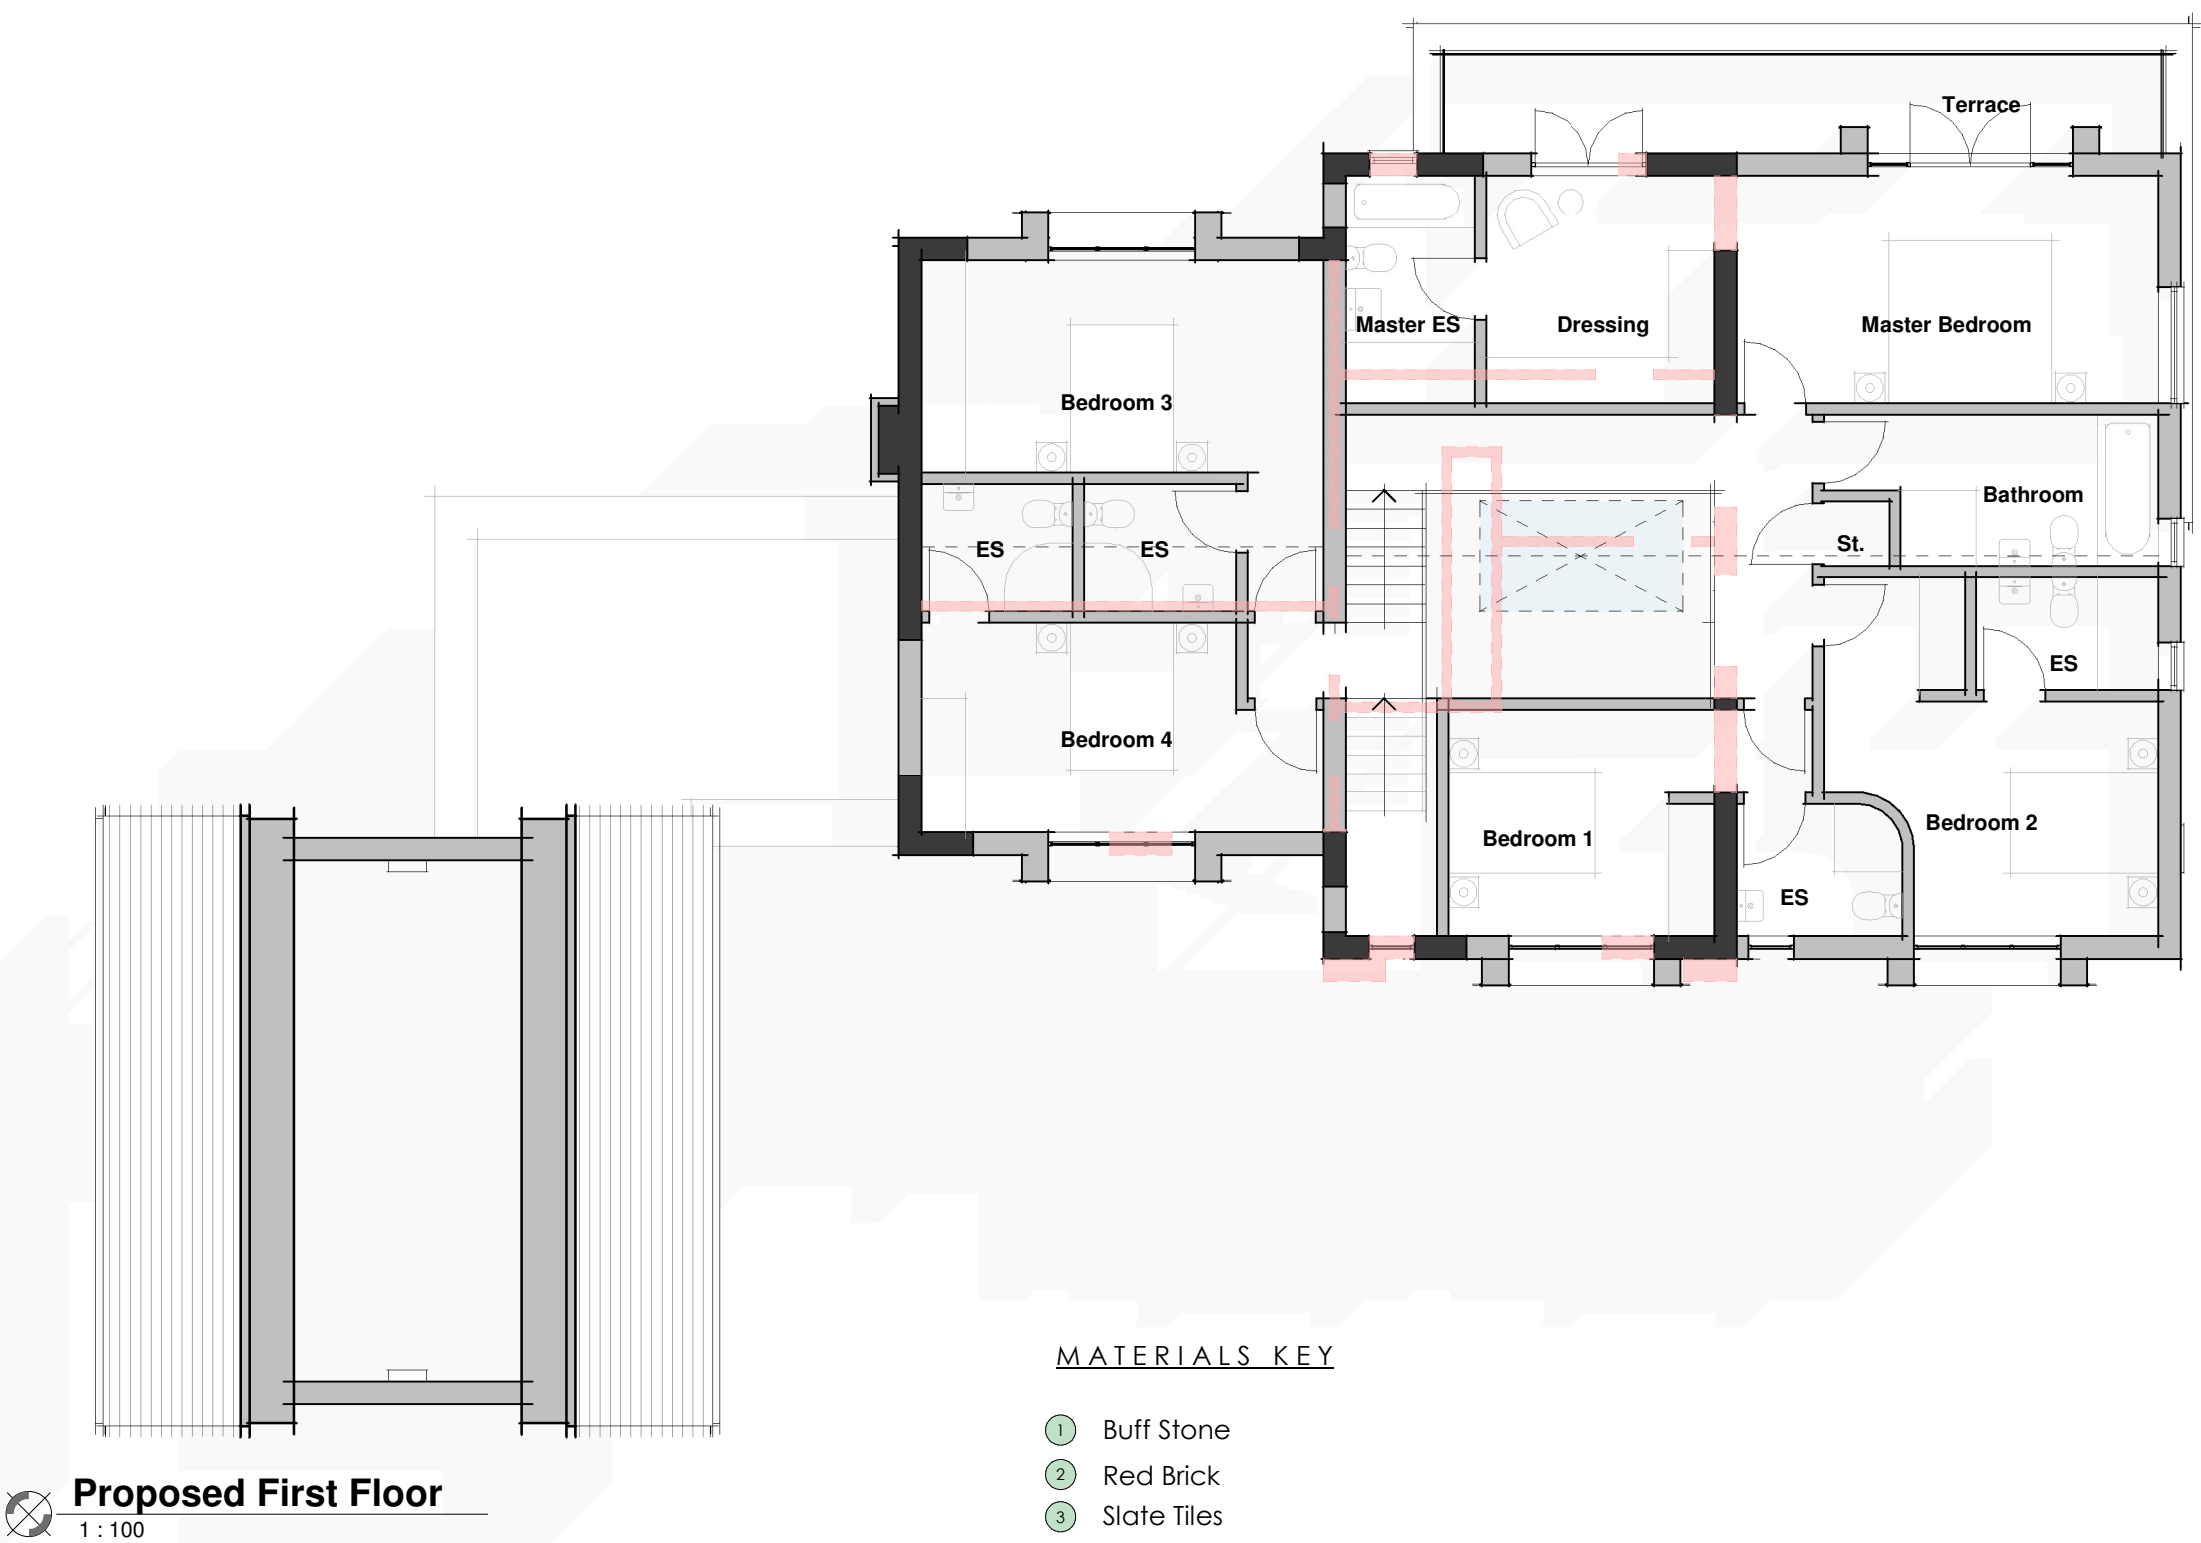 Terrace
Master ES
Dressing
Master Bedroom
Bedroom 3
Bathroom
St.
ES
ES
ES
Bedroom 4
Bedroom 1
Bedroom 2
ES
MATERIALS KEY
1 Buff Stone
2 Red Brick
3 Slate Tiles
Proposed First Floor
1 : 100